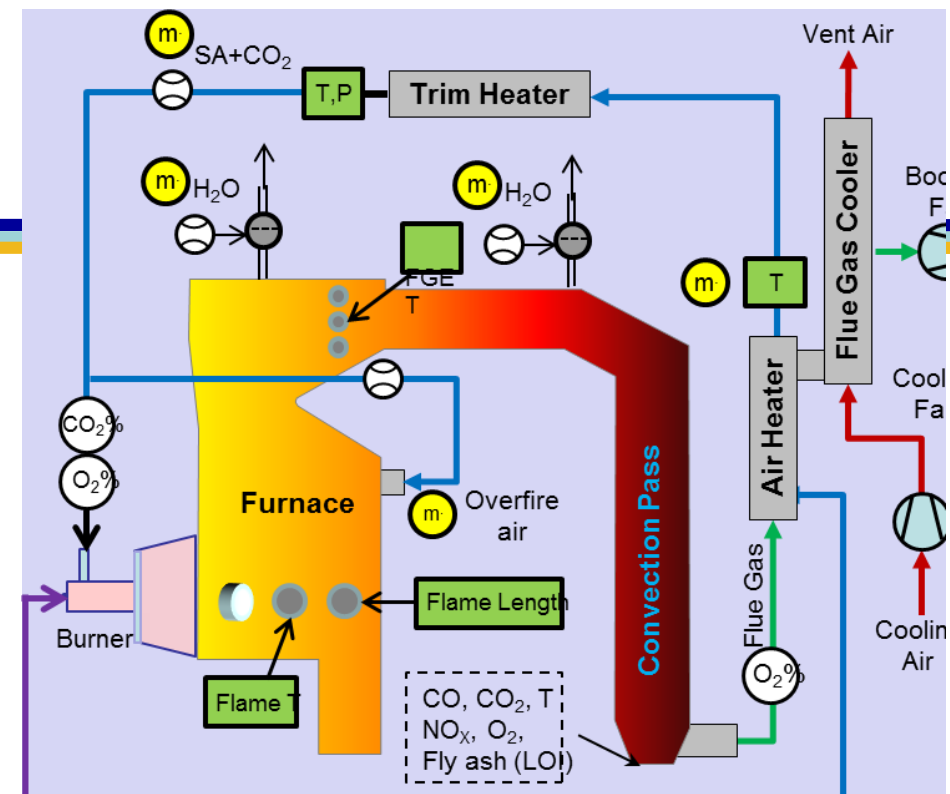 Vent Air
m·
SA+CO₂
T,P
Trim Heater
m·
H₂O
m·
H₂O
FGE
T
m·
T
Flue Gas Cooler
Air Heater
CO₂%
O₂%
Furnace
m·
Overfire
air
Convection Pass
Flue Gas
Flame Length
Burner
Flame T
O₂%
Air
CO, CO₂, T
NOₓ, O₂,
Fly ash (LOI)